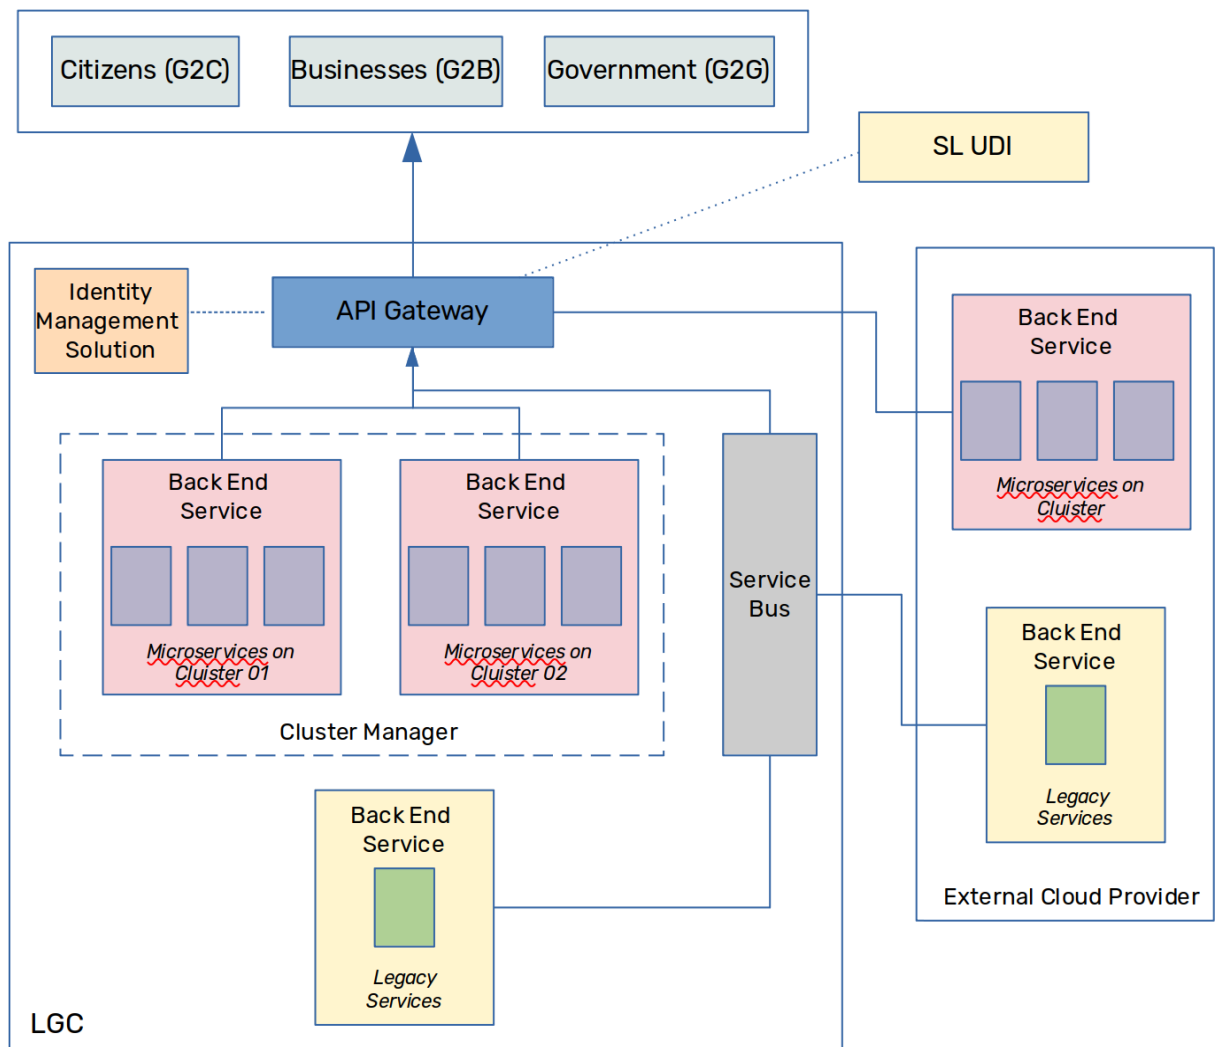 Citizens (G2C)
Businesses (G2B)
Government (G2G)
SL UDI
Identity
Management
Solution
API Gateway
Back End
Service
Microservices on
Cluister
Back End
Service
Microservices on
Cluister 01
Back End
Service
Microservices on
Cluister 02
Cluster Manager
Service
Bus
Back End
Service
Legacy
Services
External Cloud Provider
Back End
Service
Legacy
Services
LGC